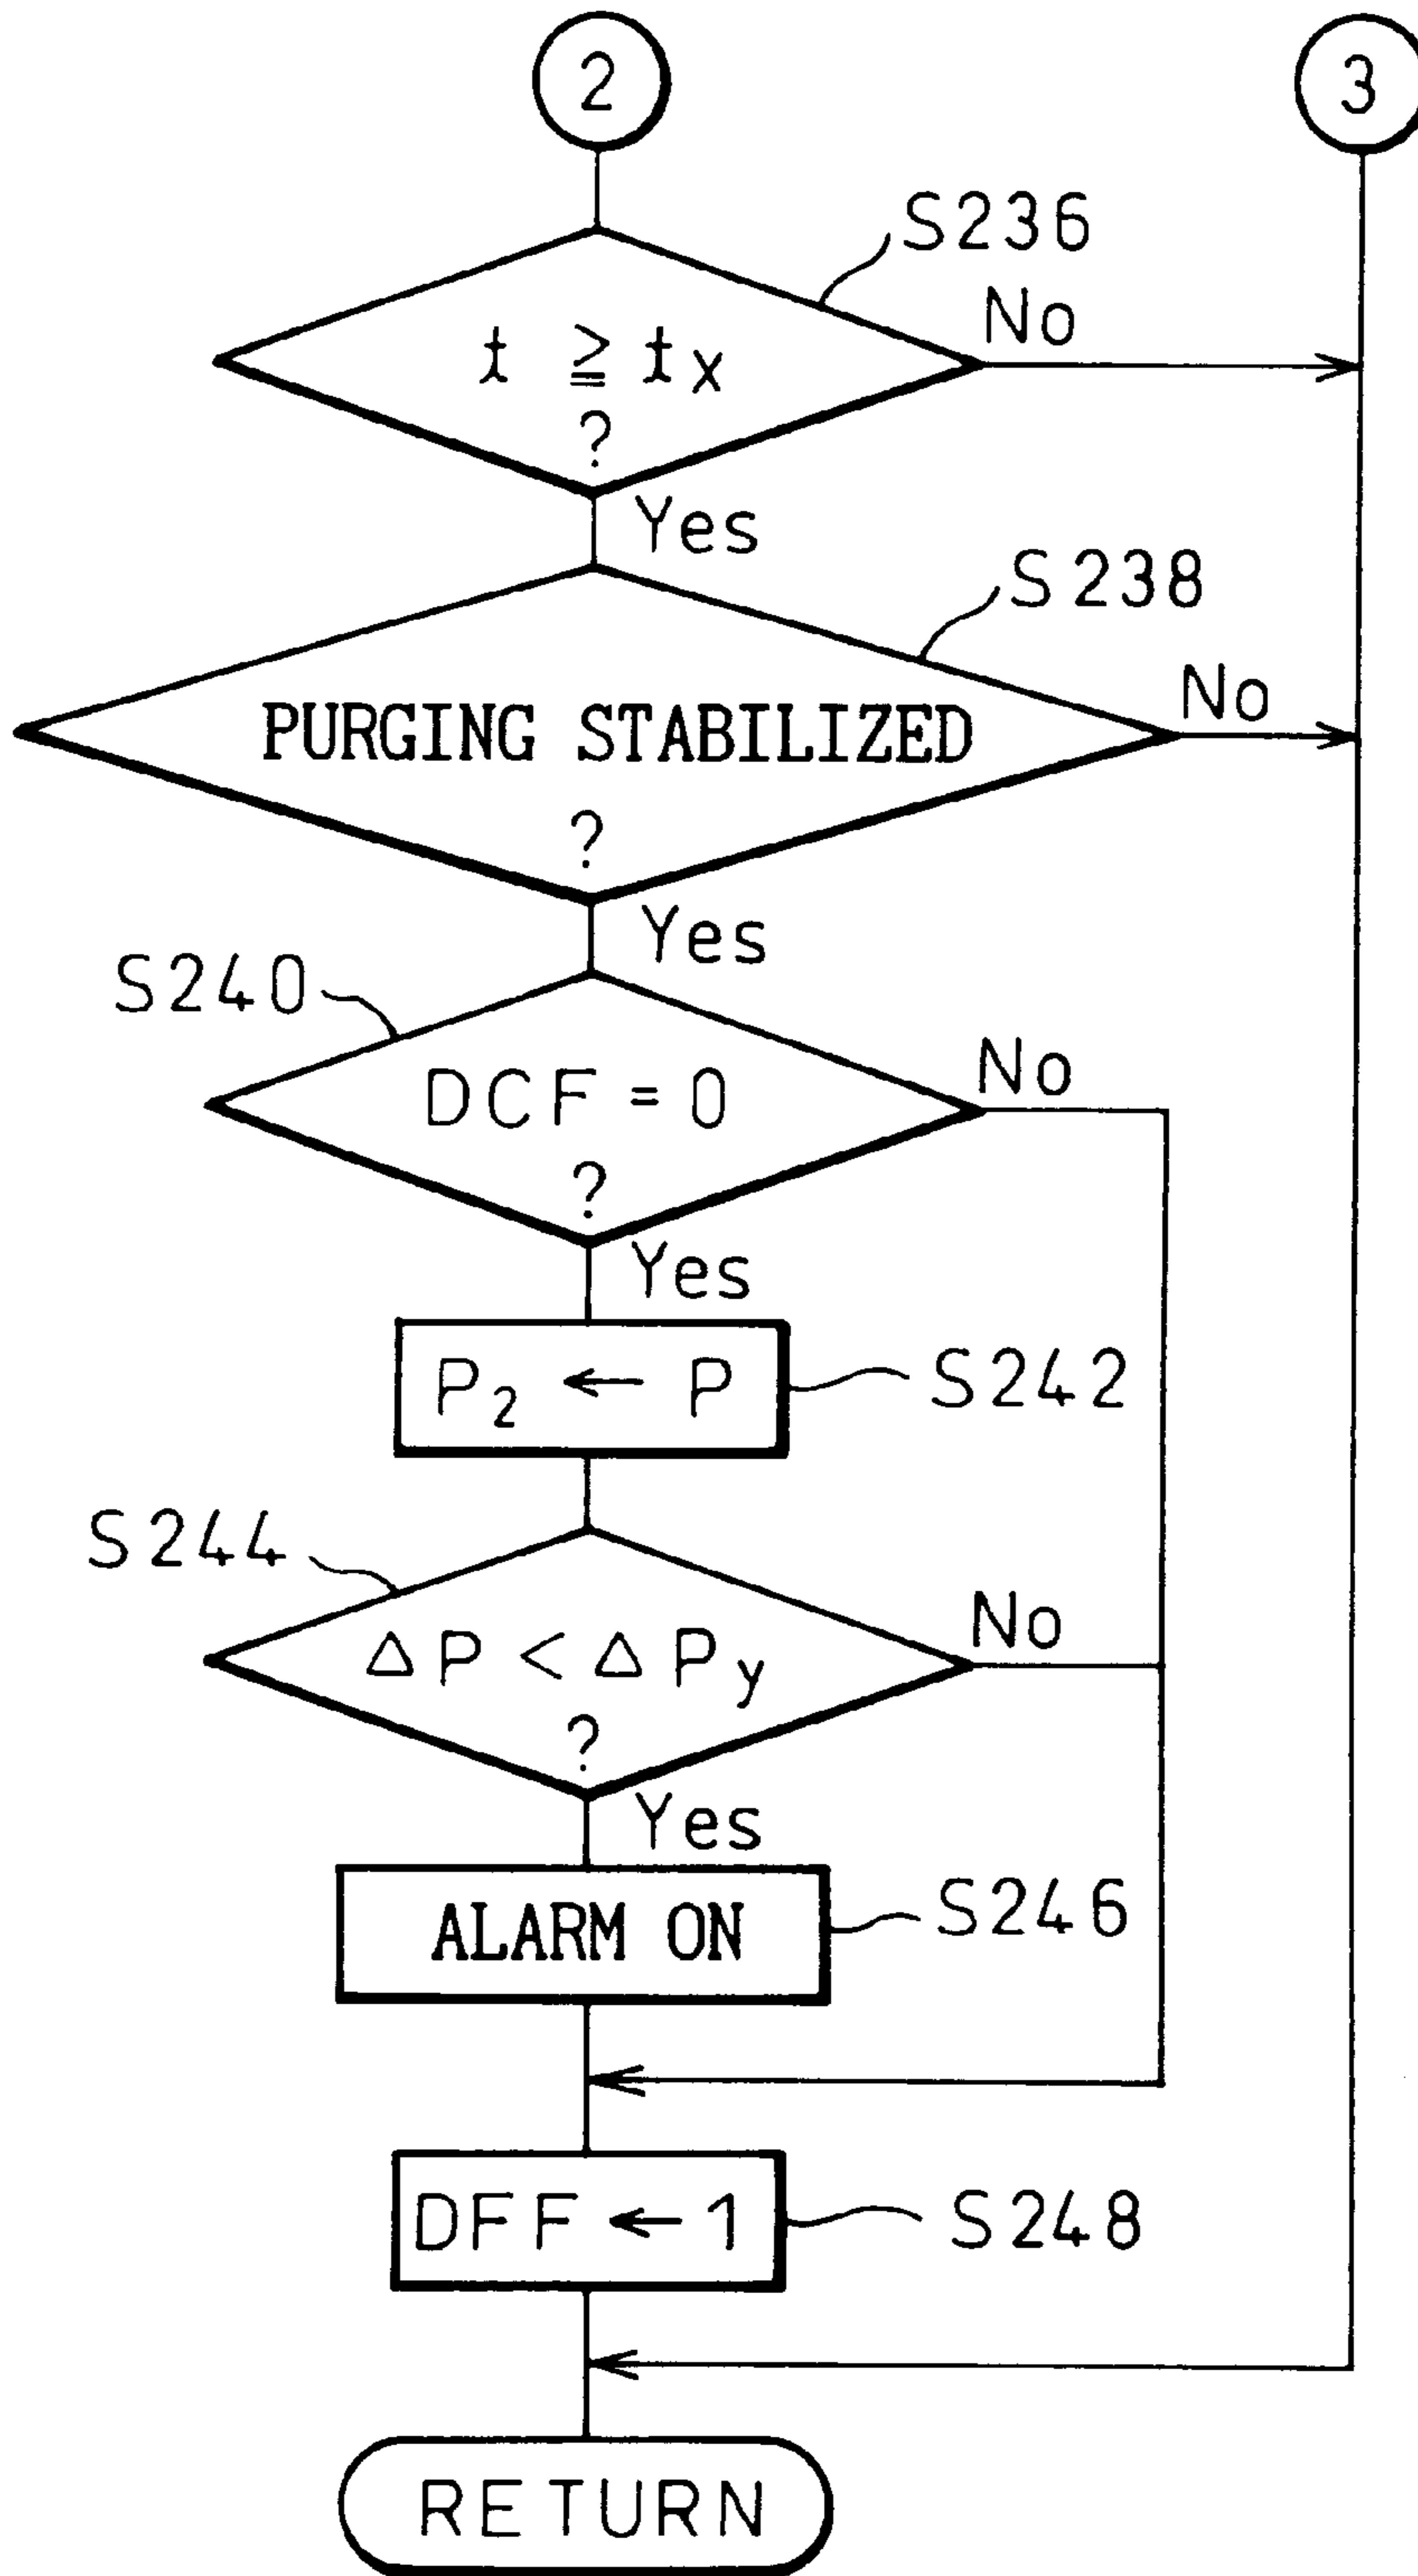 2
3
S236
t ≧ tx
?
No
Yes
S238
PURGING STABILIZED
?
No
Yes
S240
DCF = 0
?
No
Yes
P2 ← P
S242
S244
ΔP < ΔPy
?
No
Yes
ALARM ON
S246
DFF ← 1
S248
RETURN